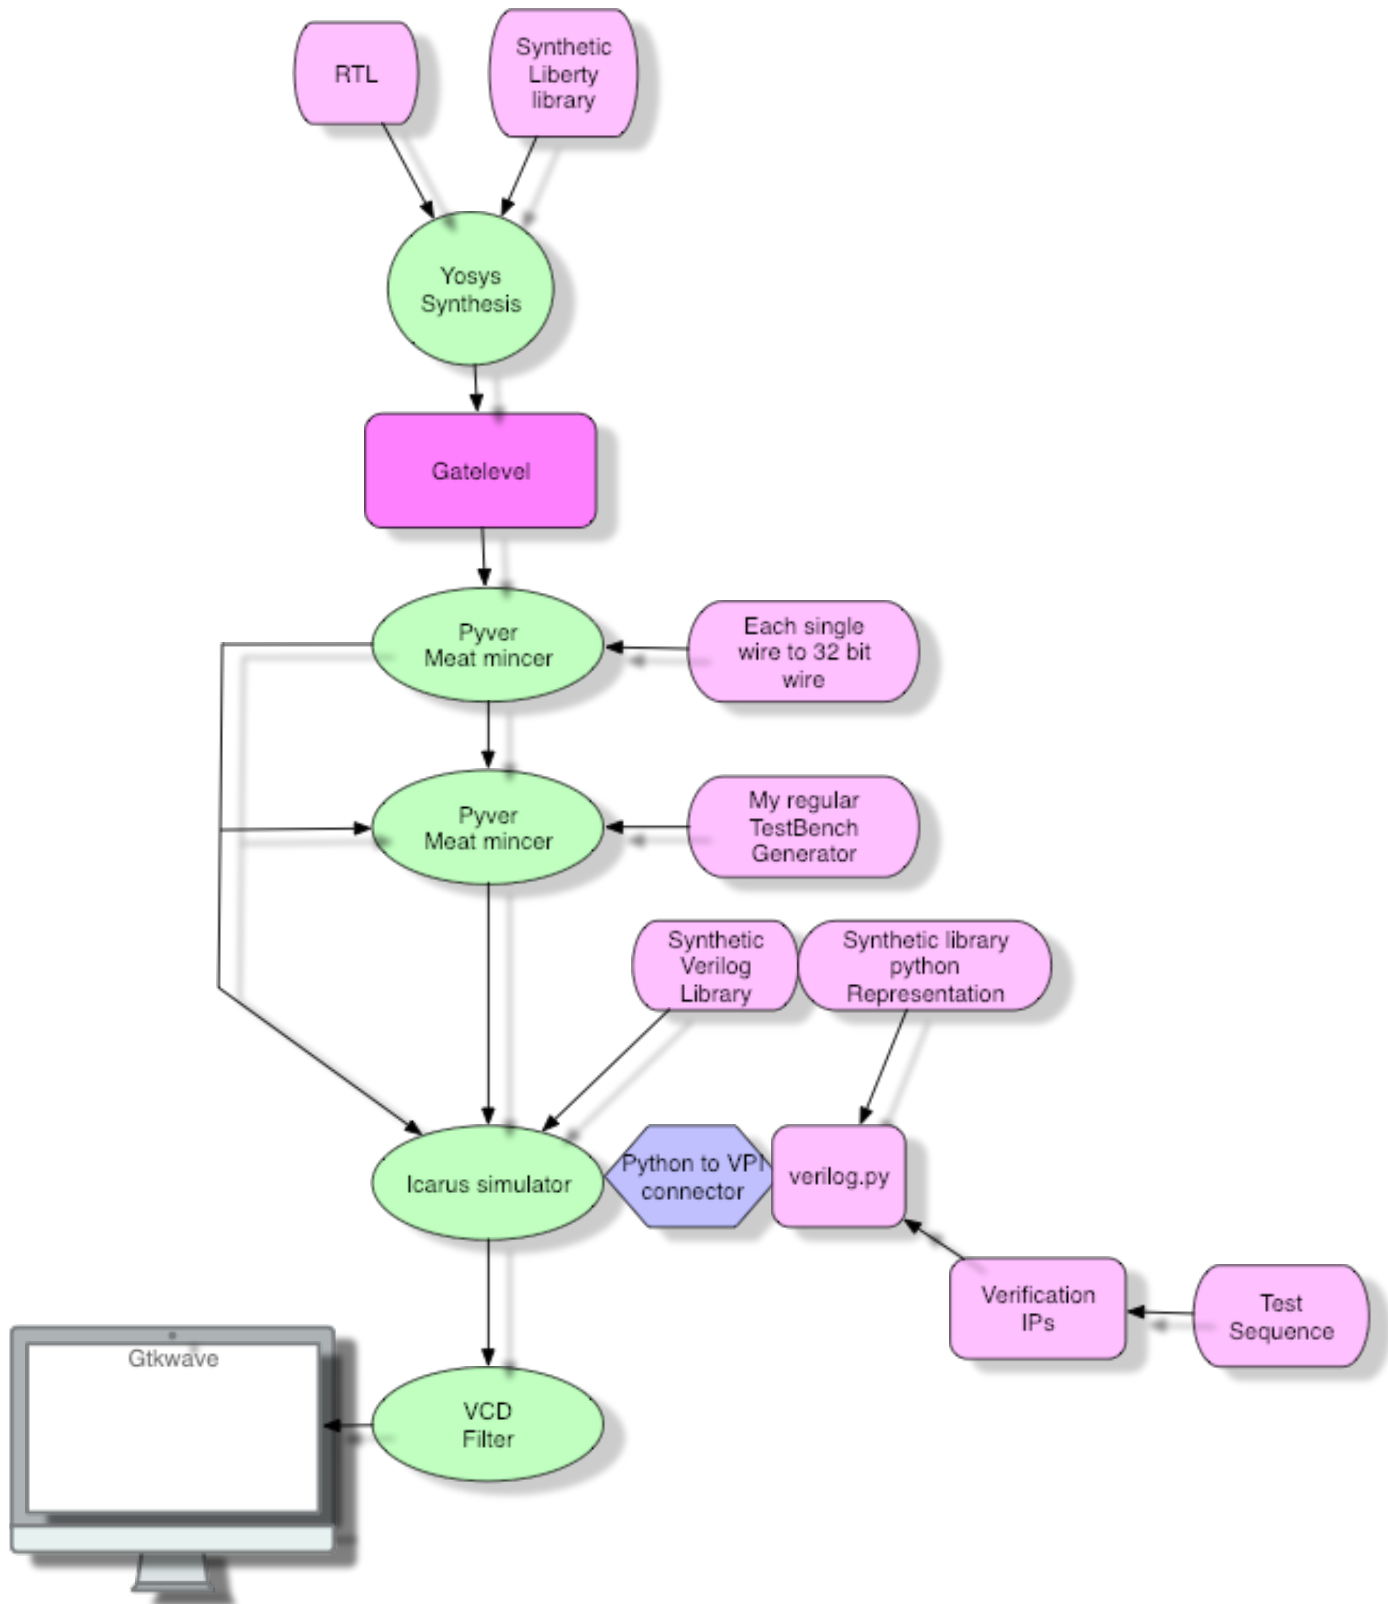 RTL
Synthetic
Liberty
library
Yosys
Synthesis
Gatelevel
Pyver
Meat mincer
Each single
wire to 32 bit
wire
Pyver
Meat mincer
My regular
TestBench
Generator
Synthetic
Verilog
Library
Synthetic library
python
Representation
Icarus simulator
Python to VPI
connector
verilog.py
Verification
IPs
Test
Sequence
Gtkwave
VCD
Filter